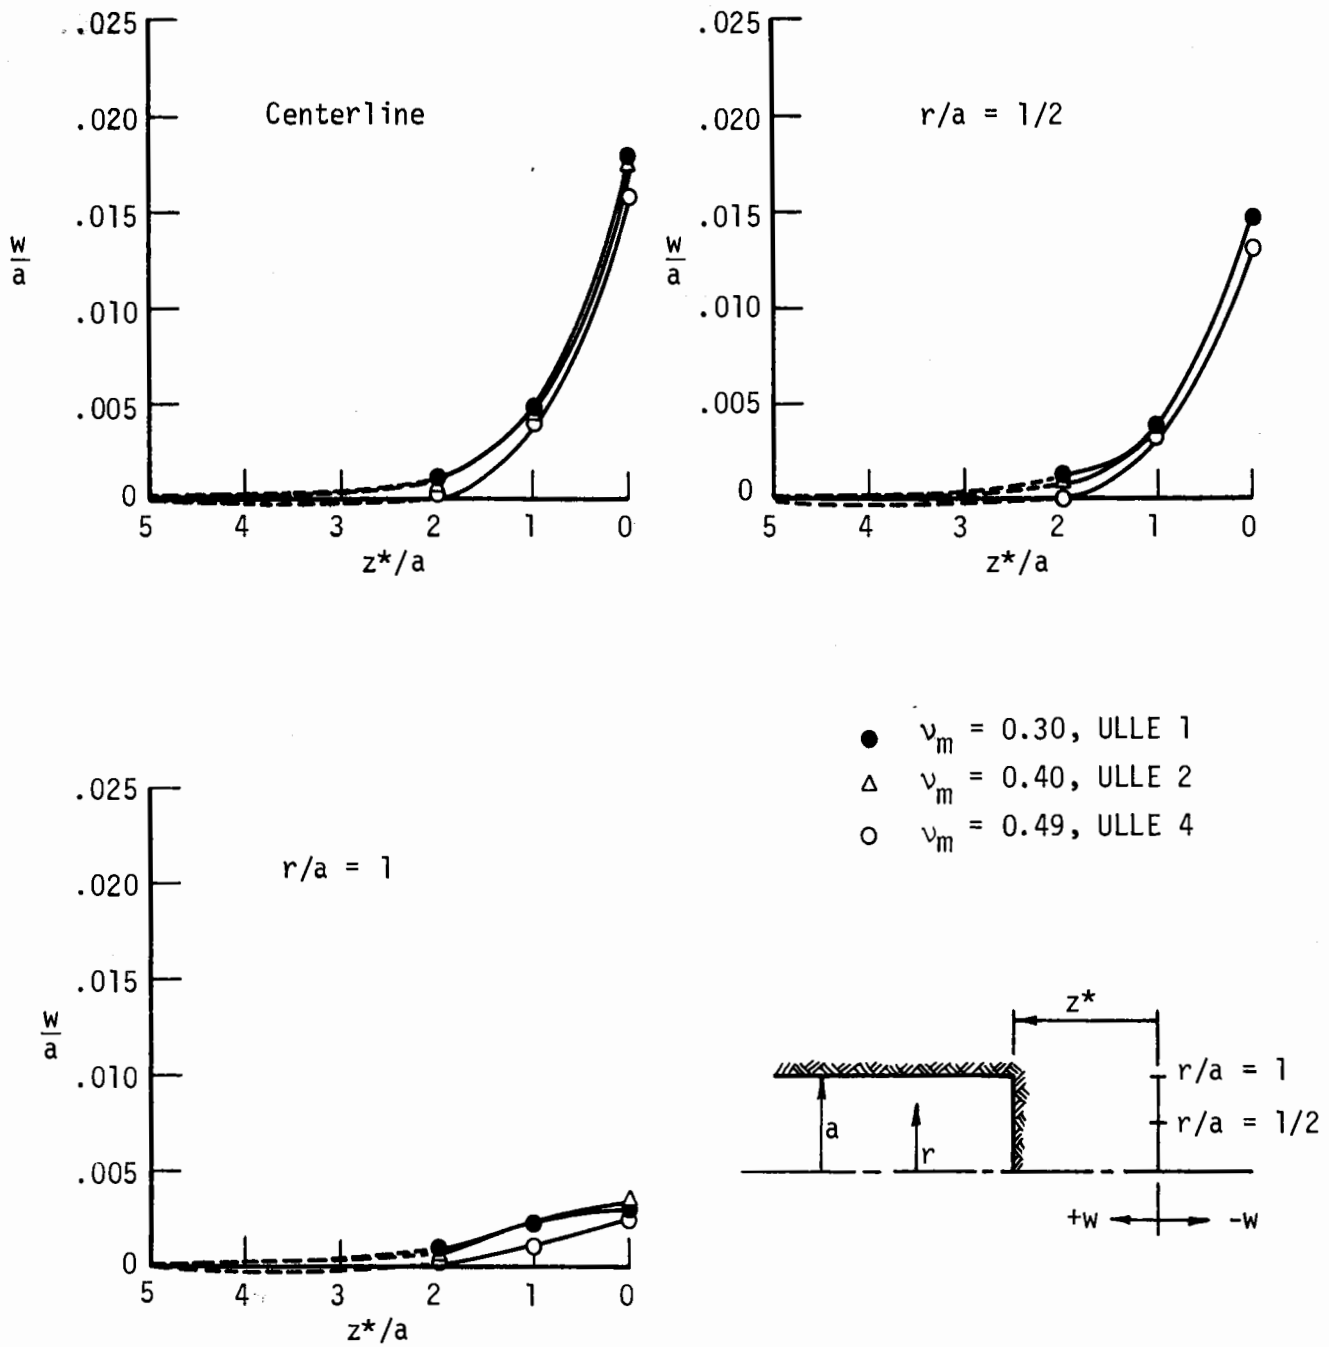 .025
.020
.015
.010
.005
0
w/a
Centerline
5 4 3 2 1 0
z*/a
.025
.020
.015
.010
.005
0
w/a
r/a = 1/2
5 4 3 2 1 0
z*/a
● νm = 0.30, ULLE 1
△ νm = 0.40, ULLE 2
○ νm = 0.49, ULLE 4
.025
.020
.015
.010
.005
0
w/a
r/a = 1
5 4 3 2 1 0
z*/a
z*
r/a = 1
r/a = 1/2
a
r
+w
-w